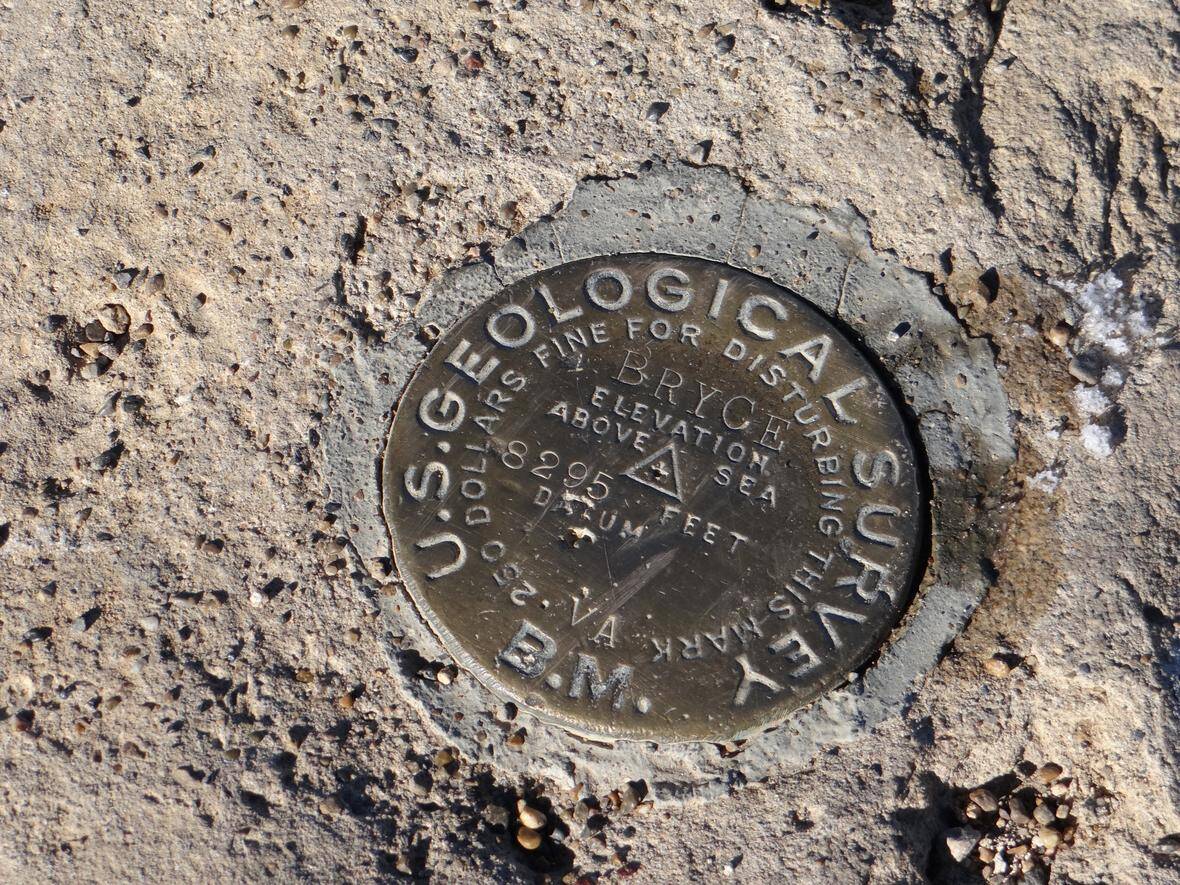 U.S. GEOLOGICAL SURVEY
B.M.
250 DOLLARS FINE FOR DISTURBING THIS MARK
BRYCE
ELEVATION
ABOVE SEA
8295 FEET
DATUM
VA